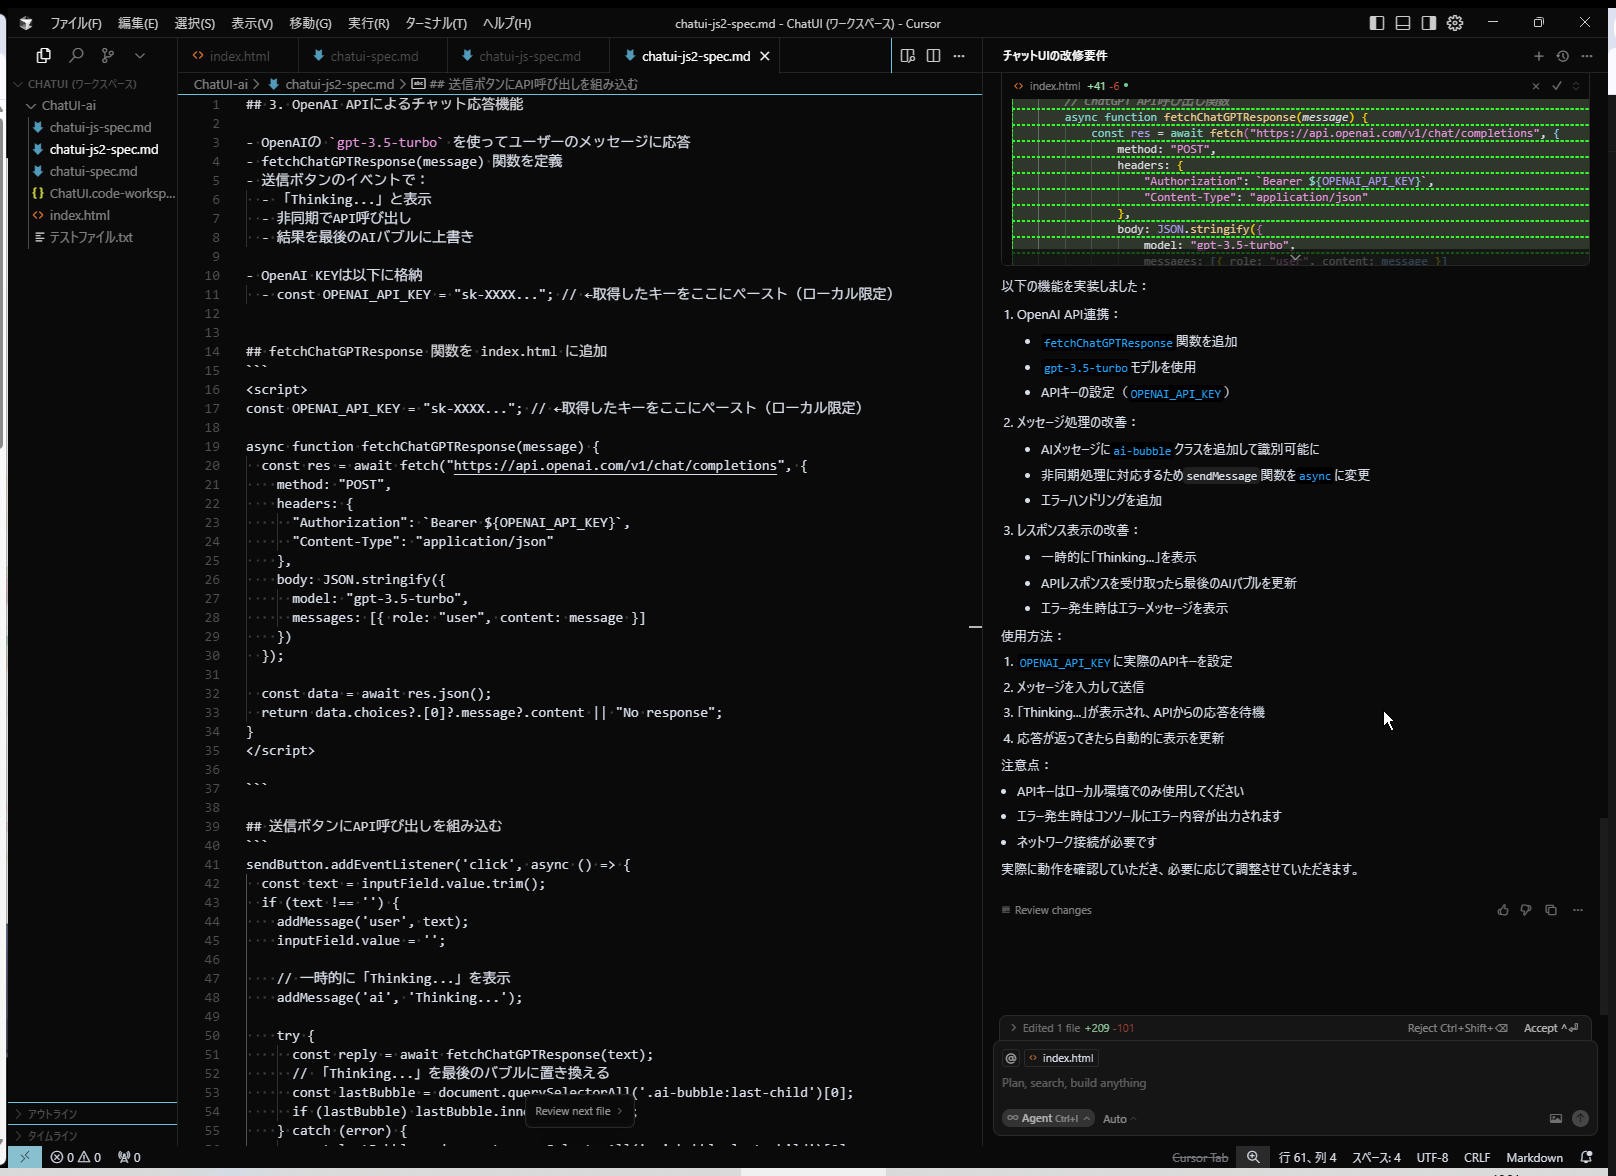 ファイル(F) 編集(E) 選択(S) 表示(V) 移動(G) 実行(R) ターミナル(T) ヘルプ(H)
chatui-js2-spec.md - ChatUI (ワークスペース) - Cursor
CHATUI (ワークスペース)
ChatUI-ai
chatui-js-spec.md
chatui-js2-spec.md
chatui-spec.md
ChatUI.code-worksp...
index.html
テストファイル.txt
アウトライン
タイムライン
index.html chatui-spec.md chatui-js-spec.md chatui-js2-spec.md
ChatUI-ai > chatui-js2-spec.md > ## 送信ボタンにAPI呼び出しを組み込む
1 ## 3. OpenAI APIによるチャット応答機能
2
3 - OpenAIの `gpt-3.5-turbo` を使ってユーザーのメッセージに応答
4 - fetchChatGPTResponse(message) 関数を定義
5 - 送信ボタンのイベントで：
6 - 「Thinking...」と表示
7 - 非同期でAPI呼び出し
8 - 結果を最後のAIバブルに上書き
9
10 - OpenAI KEYは以下に格納
11 - const OPENAI_API_KEY = "sk-XXXX..."; // ←取得したキーをここにペースト（ローカル限定）
12
13
14 ## fetchChatGPTResponse 関数を index.html に追加
15 ```
16 <script>
17 const OPENAI_API_KEY = "sk-XXXX..."; // ←取得したキーをここにペースト（ローカル限定）
18
19 async function fetchChatGPTResponse(message) {
20 const res = await fetch("https://api.openai.com/v1/chat/completions", {
21 method: "POST",
22 headers: {
23 "Authorization": `Bearer ${OPENAI_API_KEY}`,
24 "Content-Type": "application/json"
25 },
26 body: JSON.stringify({
27 model: "gpt-3.5-turbo",
28 messages: [{ role: "user", content: message }]
29 })
30 });
31
32 const data = await res.json();
33 return data.choices?.[0]?.message?.content || "No response";
34 }
35 </script>
36
37 ```
38
39 ## 送信ボタンにAPI呼び出しを組み込む
40 ```
41 sendButton.addEventListener('click', async () => {
42 const text = inputField.value.trim();
43 if (text !== '') {
44 addMessage('user', text);
45 inputField.value = '';
46
47 // 一時的に「Thinking...」を表示
48 addMessage('ai', 'Thinking...');
49
50 try {
51 const reply = await fetchChatGPTResponse(text);
52 // 「Thinking...」を最後のバブルに置き換える
53 const lastBubble = document.querySelectorAll('.ai-bubble:last-child')[0];
54 if (lastBubble) lastBubble.inne
55 } catch (error) {
Review next file >
チャットUIの改修要件
index.html +41 -6
// ChatGPT API呼び出し関数
async function fetchChatGPTResponse(message) {
const res = await fetch("https://api.openai.com/v1/chat/completions", {
method: "POST",
headers: {
"Authorization": `Bearer ${OPENAI_API_KEY}`,
"Content-Type": "application/json"
},
body: JSON.stringify({
model: "gpt-3.5-turbo",
messages: [{ role: "user", content: message }]
以下の機能を実装しました：
1. OpenAI API連携：
• fetchChatGPTResponse 関数を追加
• gpt-3.5-turbo モデルを使用
• APIキーの設定（ OPENAI_API_KEY ）
2. メッセージ処理の改善：
• AIメッセージに ai-bubble クラスを追加して識別可能に
• 非同期処理に対応するため sendMessage 関数を async に変更
• エラーハンドリングを追加
3. レスポンス表示の改善：
• 一時的に「Thinking...」を表示
• APIレスポンスを受け取ったら最後のAIバブルを更新
• エラー発生時はエラーメッセージを表示
使用方法：
1. OPENAI_API_KEY に実際のAPIキーを設定
2. メッセージを入力して送信
3. 「Thinking...」が表示され、APIからの応答を待機
4. 応答が返ってきたら自動的に表示を更新
注意点：
• APIキーはローカル環境でのみ使用してください
• エラー発生時はコンソールにエラー内容が出力されます
• ネットワーク接続が必要です
実際に動作を確認していただき、必要に応じて調整させていただきます。
Review changes
> Edited 1 file +209 -101 Reject Ctrl+Shift+⌫ Accept ^⏎
@ index.html
Plan, search, build anything
∞ Agent Ctrl+I Auto
0 0 0
Cursor Tab 行 61、列 4 スペース: 4 UTF-8 CRLF Markdown